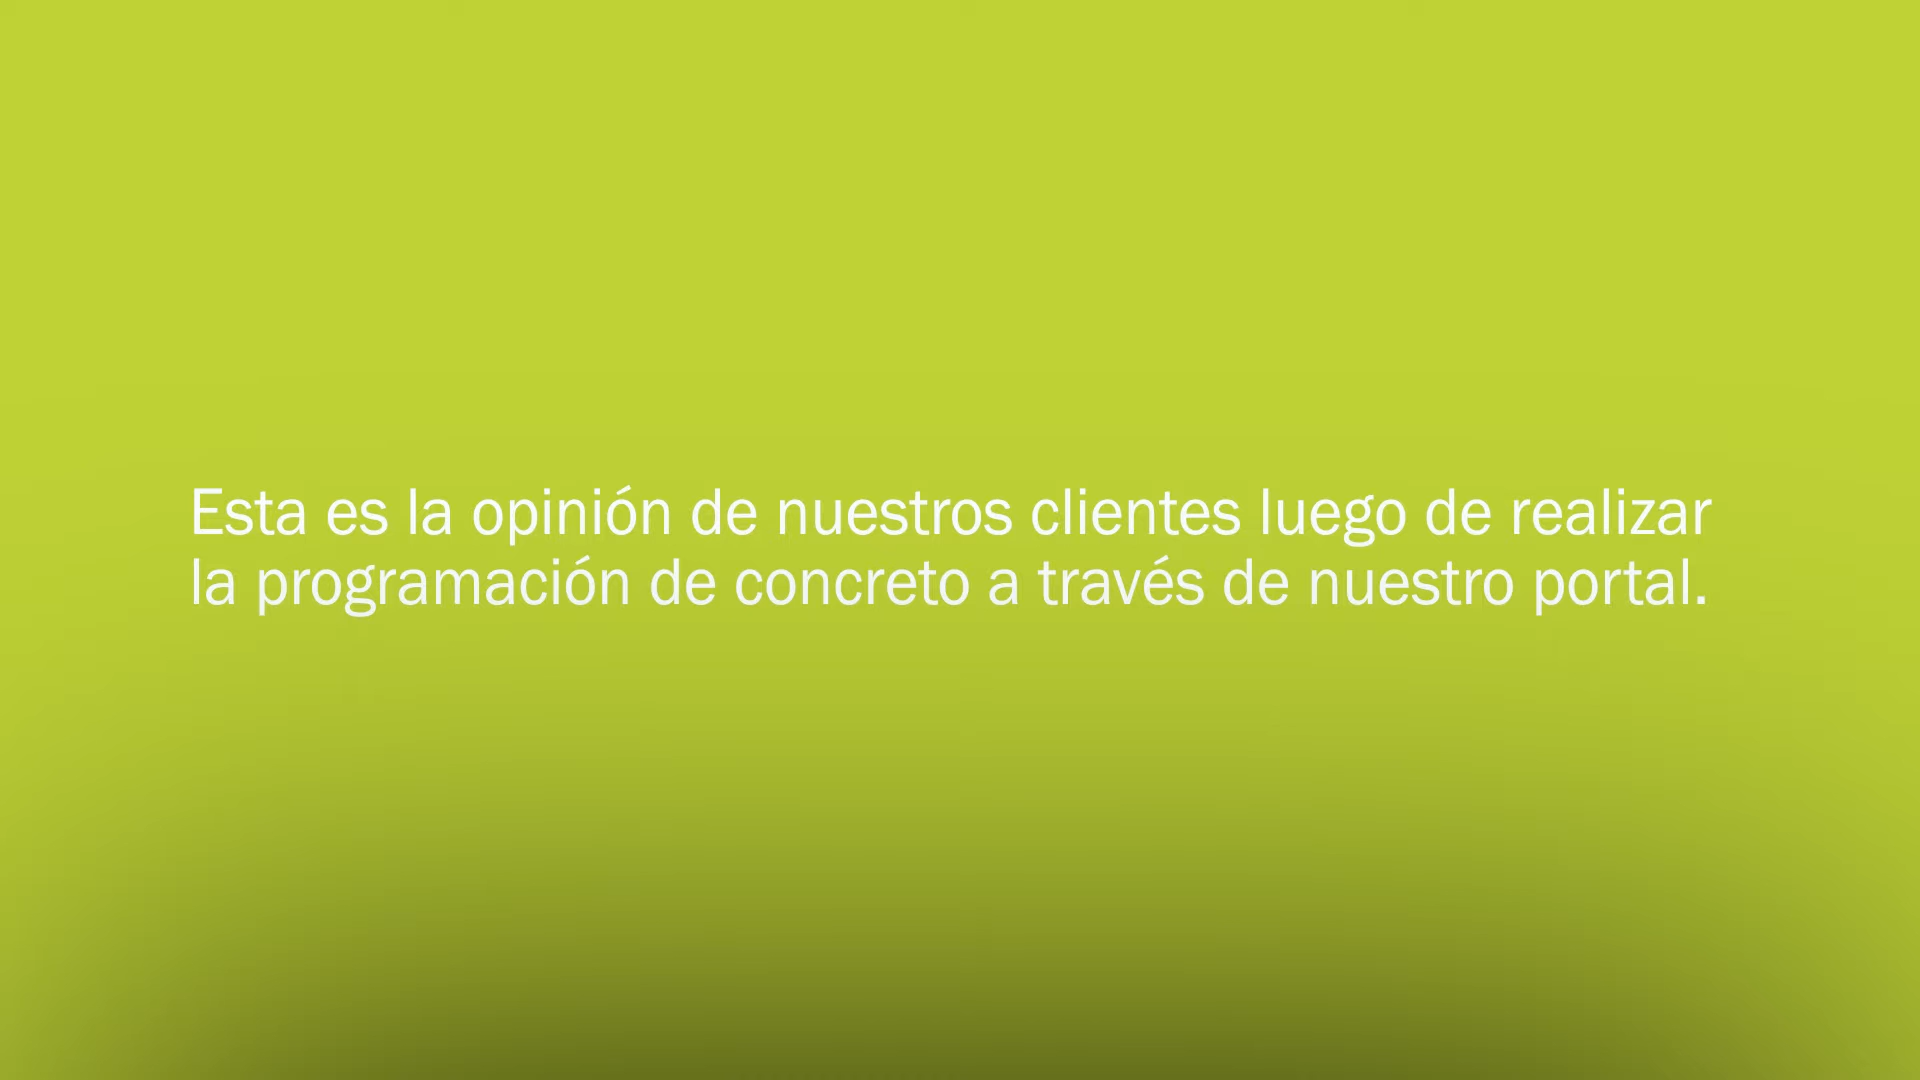 Esta es la opinión de nuestros clientes luego de realizar
la programación de concreto a través de nuestro portal.